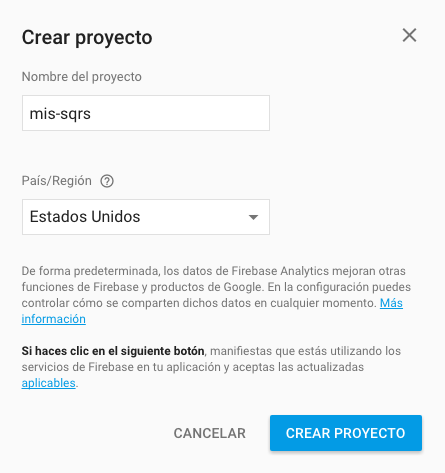 Crear proyecto
Nombre del proyecto
mis-sqrs
País/Región
Estados Unidos
De forma predeterminada, los datos de Firebase Analytics mejoran otras
funciones de Firebase y productos de Google. En la configuración puedes
controlar cómo se comparten dichos datos en cualquier momento. Más
información
Si haces clic en el siguiente botón, manifiestas que estás utilizando los
servicios de Firebase en tu aplicación y aceptas las actualizadas
aplicables.
CANCELAR CREAR PROYECTO